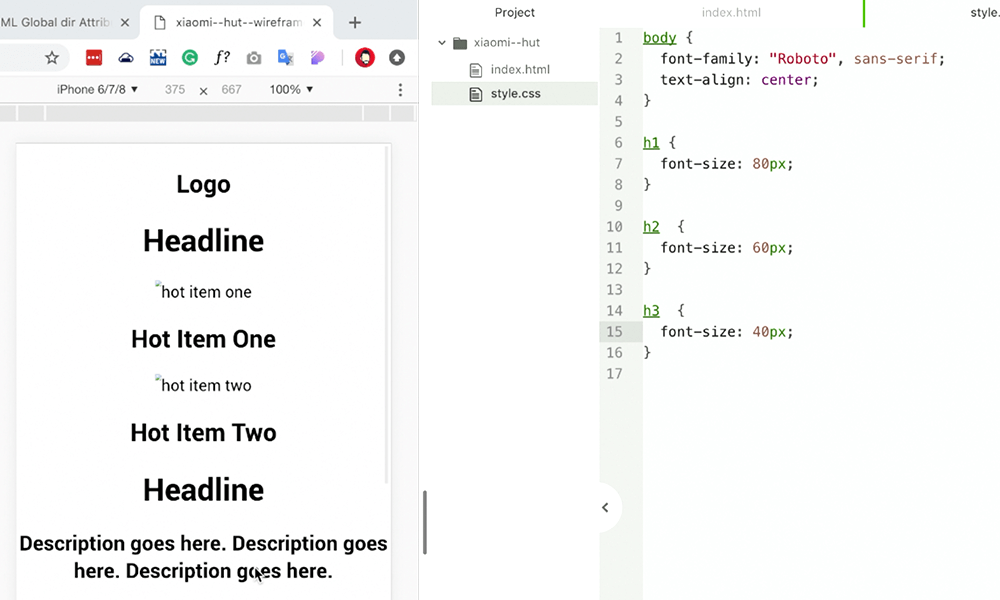 ML Global dir Attrib
xiaomi--hut--wirefram
NEW
f?
iPhone 6/7/8 ▼ 375 × 667 100% ▼
Logo
Headline
hot item one
Hot Item One
hot item two
Hot Item Two
Headline
Description goes here. Description goes
here. Description goes here.
Project
xiaomi--hut
index.html
style.css
index.html
style.
1 body {
2 font-family: "Roboto", sans-serif;
3 text-align: center;
4 }
5
6 h1 {
7 font-size: 80px;
8 }
9
10 h2 {
11 font-size: 60px;
12 }
13
14 h3 {
15 font-size: 40px;
16 }
17